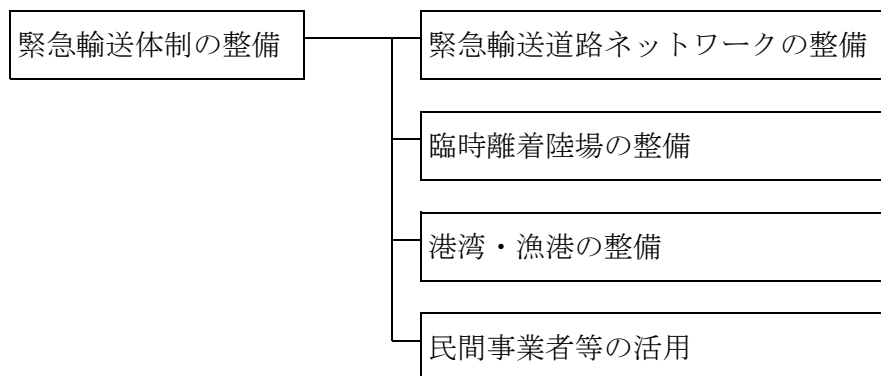 緊急輸送体制の整備
緊急輸送道路ネットワークの整備
臨時離着陸場の整備
港湾・漁港の整備
民間事業者等の活用